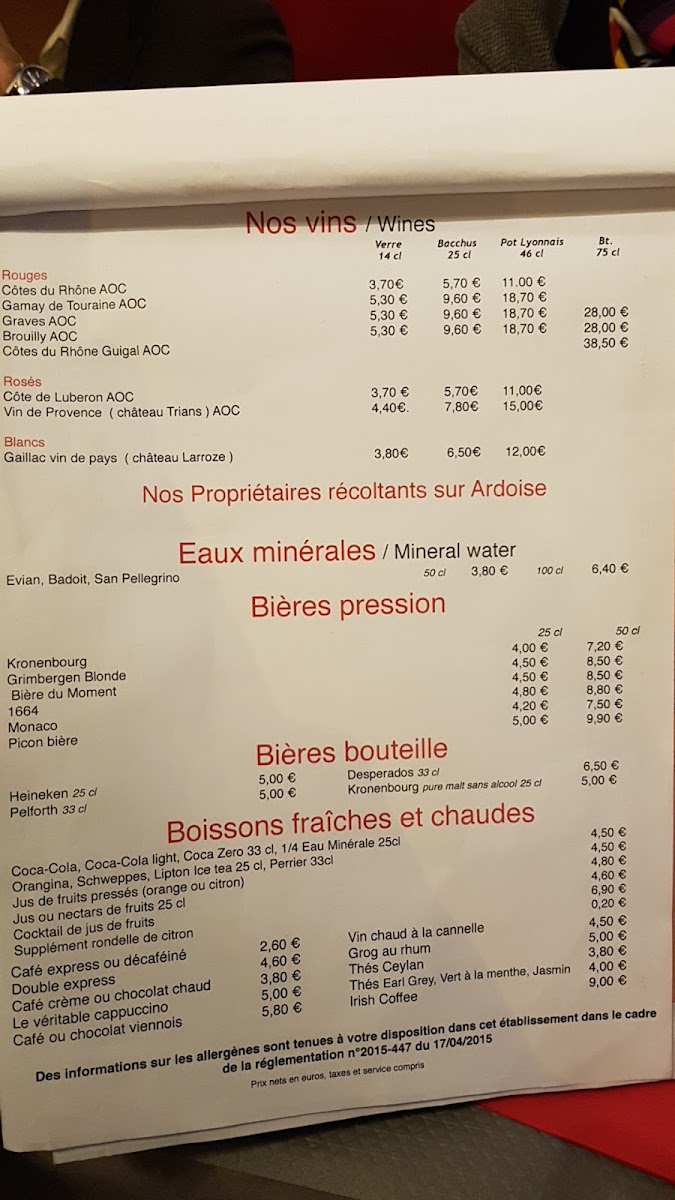 Nos vins / Wines
Verre Bacchus Pot Lyonnais Bt.
14 cl 25 cl 46 cl 75 cl
Rouges
Côtes du Rhône AOC 3,70€ 5,70 € 11.00 €
Gamay de Touraine AOC 5,30 € 9,60 € 18,70 €
Graves AOC 5,30 € 9,60 € 18,70 € 28,00 €
Brouilly AOC 5,30 € 9,60 € 18,70 € 28,00 €
Côtes du Rhône Guigal AOC 38,50 €
Rosés
Côte de Luberon AOC 3,70 € 5,70€ 11,00€
Vin de Provence ( château Trians ) AOC 4,40€. 7,80€ 15,00€
Blancs
Gaillac vin de pays ( château Larroze ) 3,80€ 6,50€ 12,00€
Nos Propriétaires récoltants sur Ardoise
Eaux minérales / Mineral water
Evian, Badoit, San Pellegrino 50 cl 3,80 € 100 cl 6,40 €
Bières pression
25 cl 50 cl
Kronenbourg 4,00 € 7,20 €
Grimbergen Blonde 4,50 € 8,50 €
Bière du Moment 4,50 € 8,50 €
1664 4,80 € 8,80 €
Monaco 4,20 € 7,50 €
Picon bière 5,00 € 9,90 €
Bières bouteille
Heineken 25 cl 5,00 € Desperados 33 cl 6,50 €
Pelforth 33 cl 5,00 € Kronenbourg pure malt sans alcool 25 cl 5,00 €
Boissons fraîches et chaudes
Coca-Cola, Coca-Cola light, Coca Zero 33 cl, 1/4 Eau Minérale 25cl 4,50 €
Orangina, Schweppes, Lipton Ice tea 25 cl, Perrier 33cl 4,50 €
Jus de fruits pressés (orange ou citron) 4,80 €
Jus ou nectars de fruits 25 cl 4,60 €
Cocktail de jus de fruits 6,90 €
Supplément rondelle de citron 0,20 €
Café express ou décaféiné 2,60 € Vin chaud à la cannelle 4,50 €
Double express 4,60 € Grog au rhum 5,00 €
Café crème ou chocolat chaud 3,80 € Thés Ceylan 3,80 €
Le véritable cappuccino 5,00 € Thés Earl Grey, Vert à la menthe, Jasmin 4,00 €
Café ou chocolat viennois 5,80 € Irish Coffee 9,00 €
Des informations sur les allergènes sont tenues à votre disposition dans cet établissement dans le cadre
de la réglementation n°2015-447 du 17/04/2015
Prix nets en euros, taxes et service compris